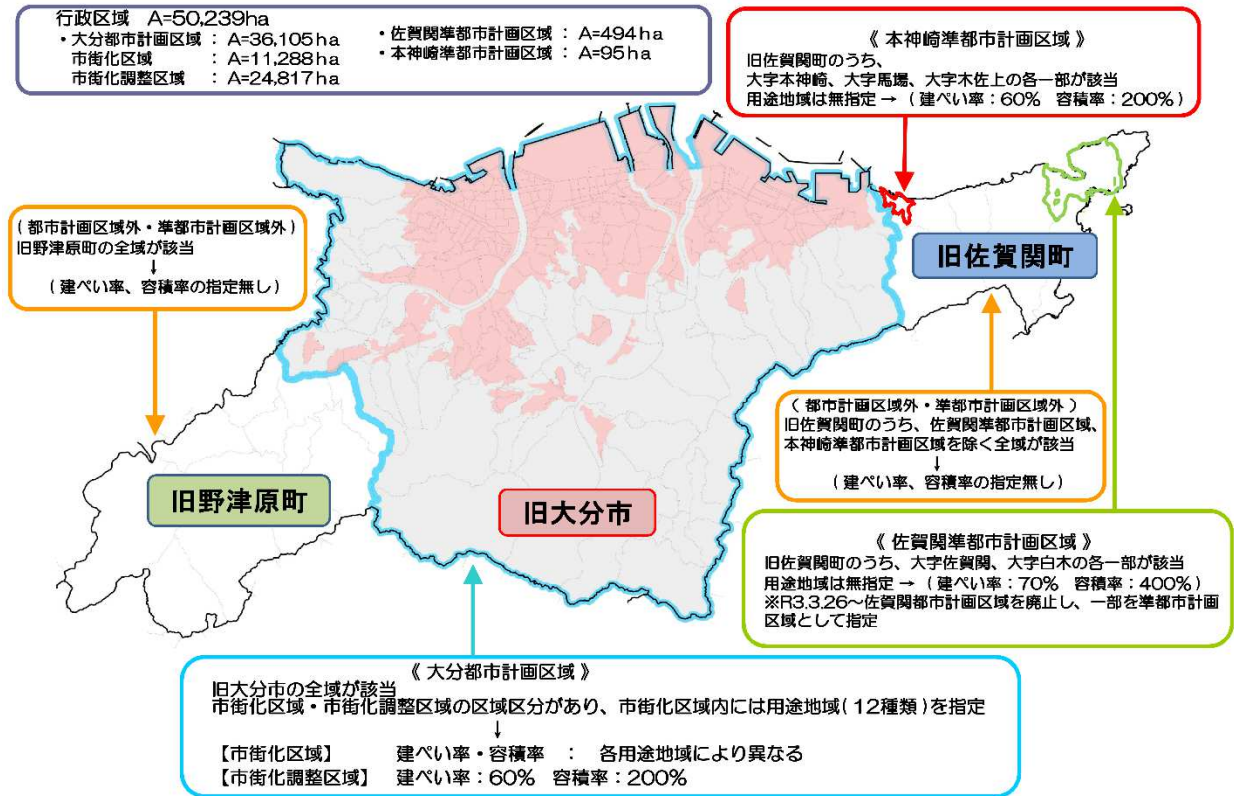 行政区域 A=50,239ha
・大分都市計画区域 : A=36,105ha
市街化区域 : A=11,288ha
市街化調整区域 : A=24,817ha
・佐賀関準都市計画区域 : A=494ha
・本神崎準都市計画区域 : A=95ha
《 本神崎準都市計画区域 》
旧佐賀関町のうち、
大字本神崎、大字馬場、大字木佐上の各一部が該当
用途地域は無指定 → ( 建ぺい率:60% 容積率:200% )
( 都市計画区域外・準都市計画区域外 )
旧野津原町の全域が該当
↓
( 建ぺい率、容積率の指定無し )
旧佐賀関町
旧野津原町
旧大分市
( 都市計画区域外・準都市計画区域外 )
旧佐賀関町のうち、佐賀関準都市計画区域、
本神崎準都市計画区域を除く全域が該当
↓
( 建ぺい率、容積率の指定無し )
《 佐賀関準都市計画区域 》
旧佐賀関町のうち、大字佐賀関、大字白木の各一部が該当
用途地域は無指定 → ( 建ぺい率:70% 容積率:400% )
※R3.3.26~佐賀関都市計画区域を廃止し、一部を準都市計画
区域として指定
《 大分都市計画区域 》
旧大分市の全域が該当
市街化区域・市街化調整区域の区域区分があり、市街化区域内には用途地域( 12種類 )を指定
↓
【市街化区域】 建ぺい率・容積率 : 各用途地域により異なる
【市街化調整区域】 建ぺい率:60% 容積率:200%